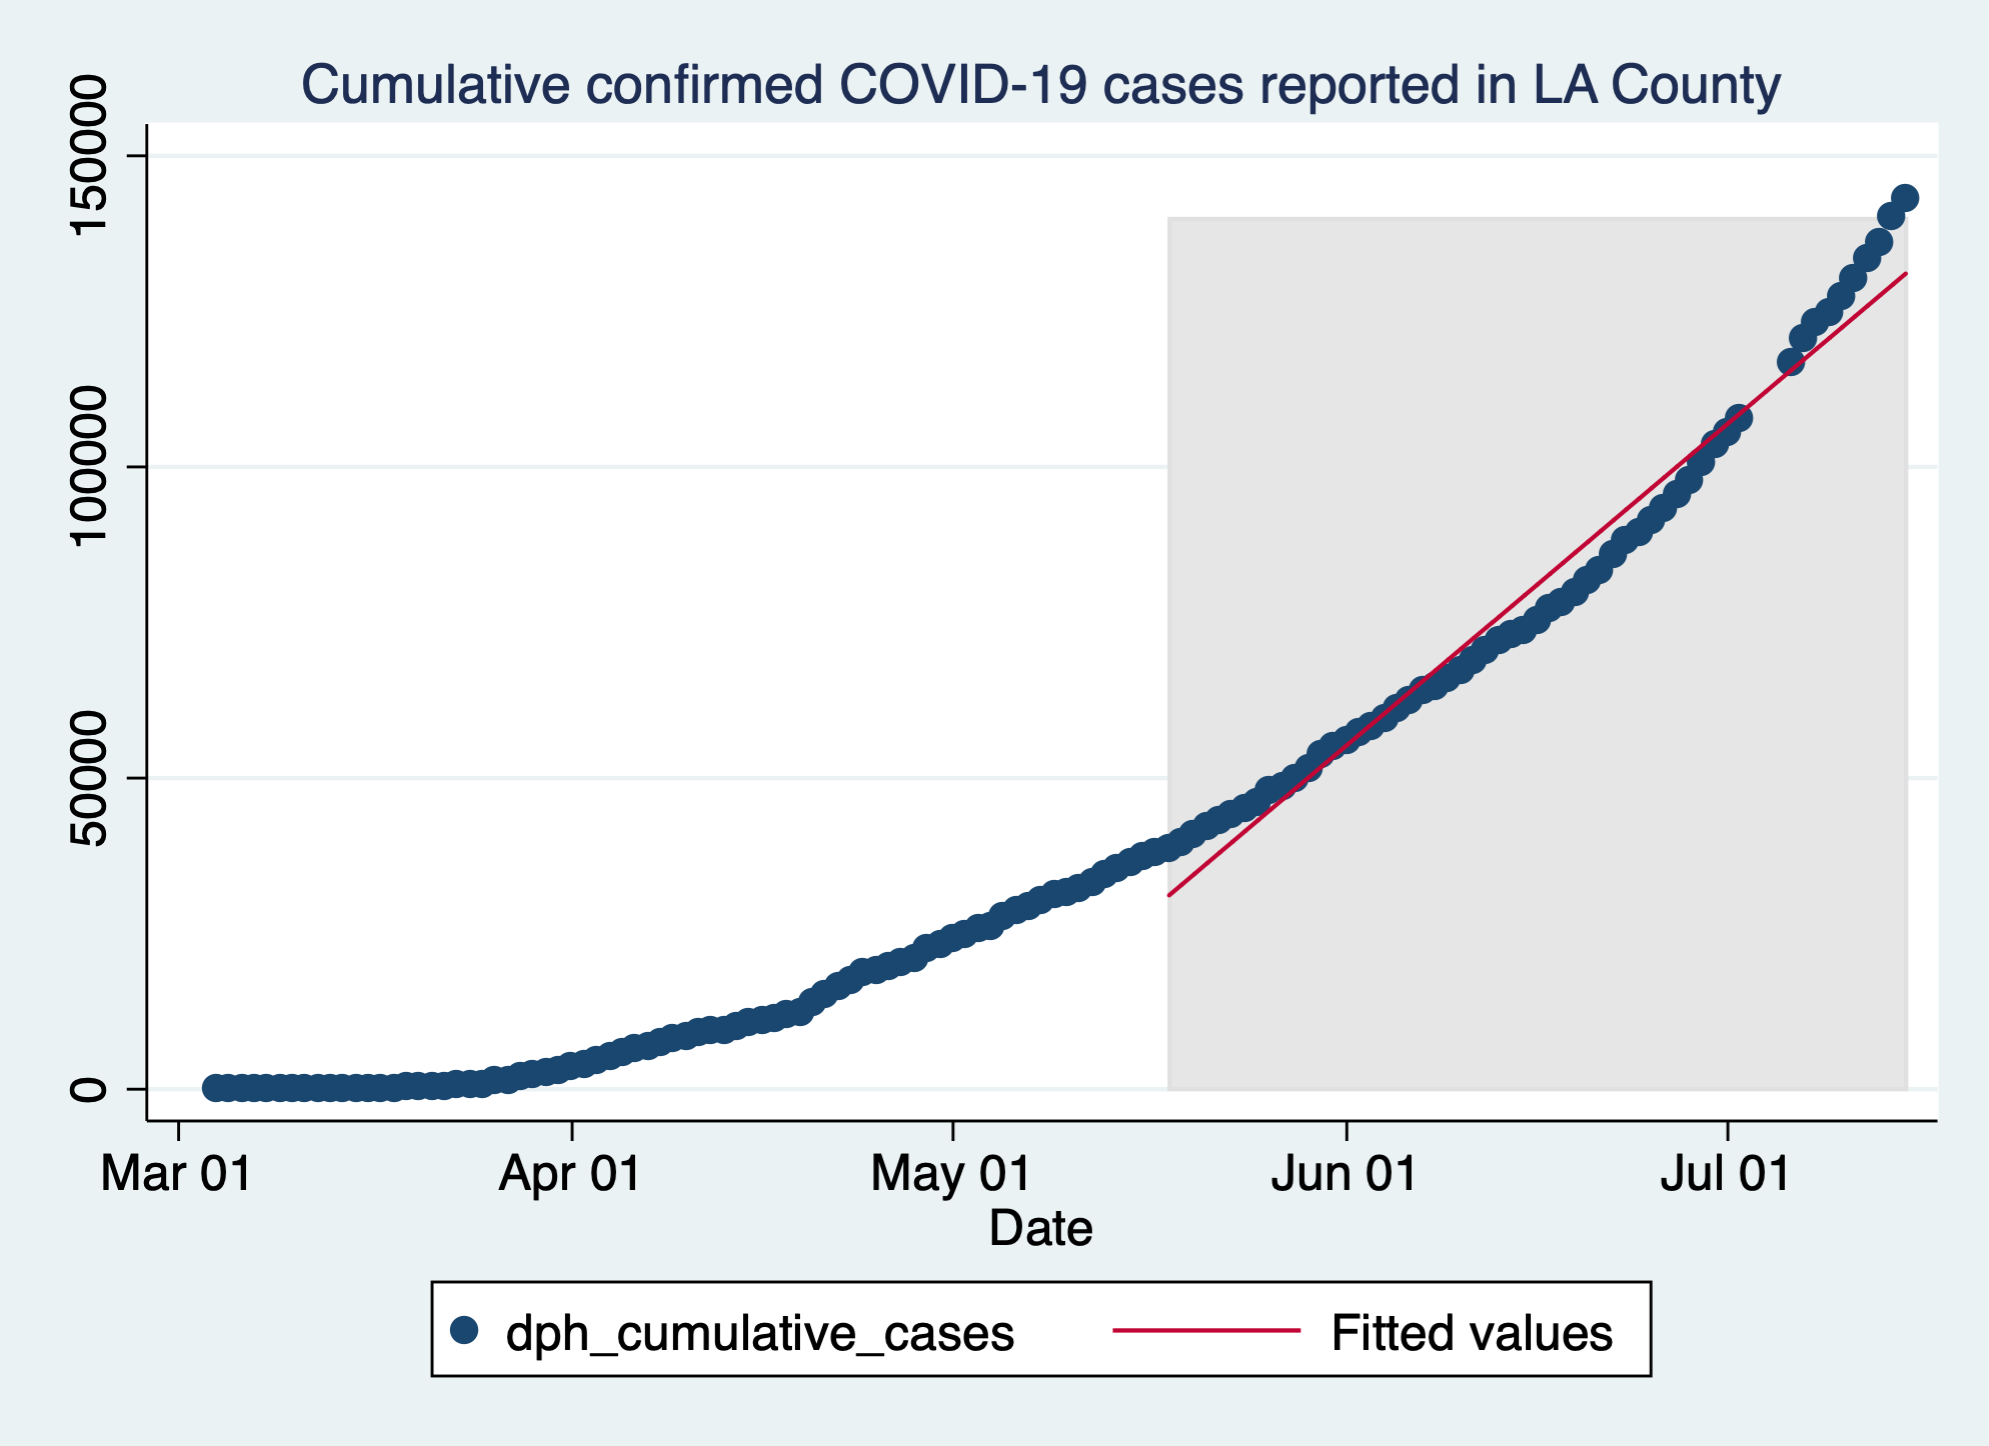 Cumulative confirmed COVID-19 cases reported in LA County
150000
100000
50000
0
Mar 01 Apr 01 May 01 Jun 01 Jul 01
Date
dph_cumulative_cases Fitted values